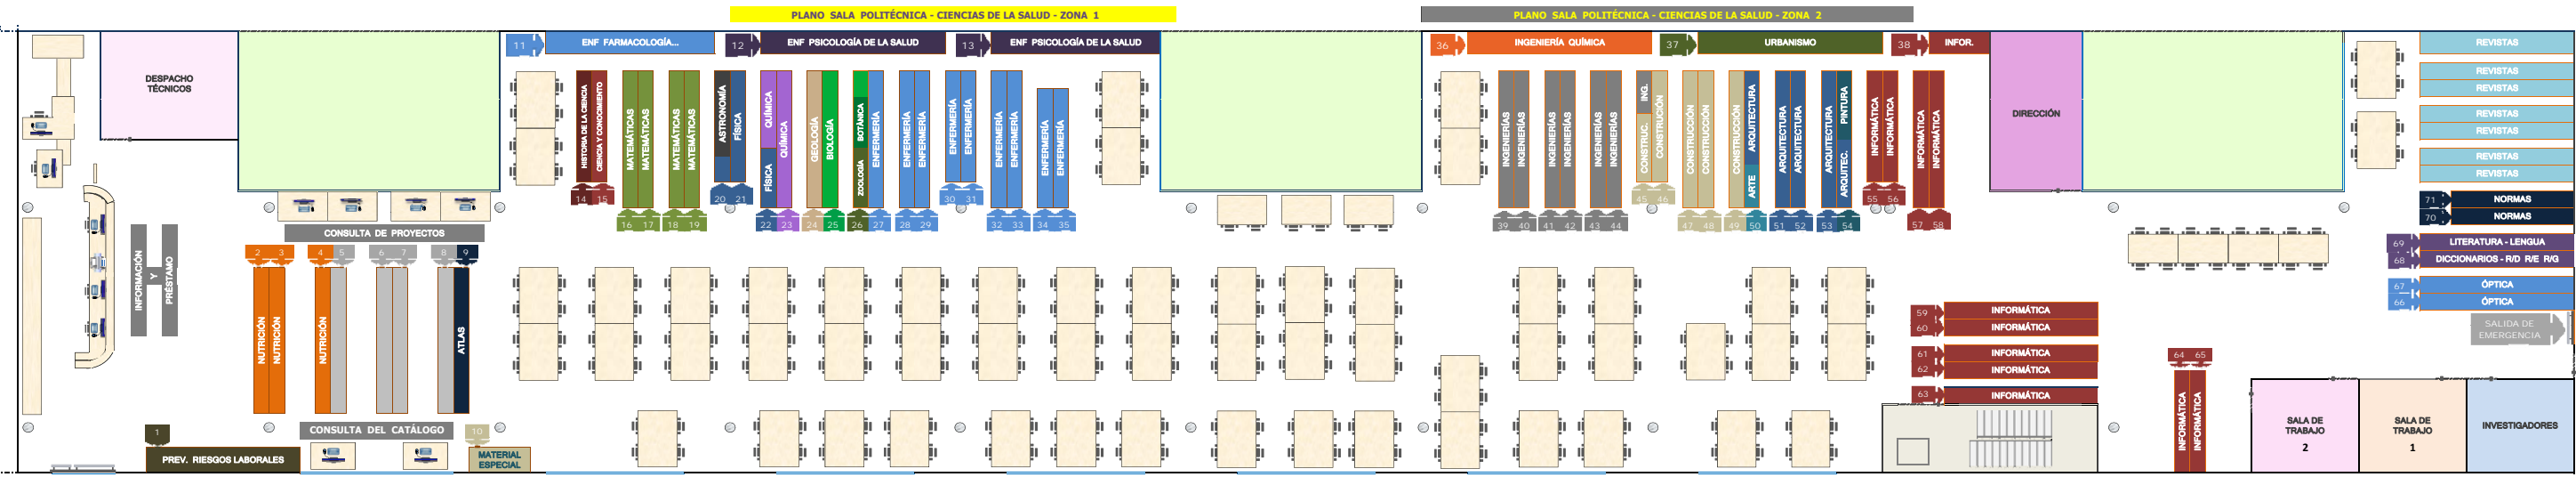 PLANO SALA POLITÉCNICA - CIENCIAS DE LA SALUD - ZONA 1
PLANO SALA POLITÉCNICA - CIENCIAS DE LA SALUD - ZONA 2
11 ENF FARMACOLOGÍA...
12 ENF PSICOLOGÍA DE LA SALUD
13 ENF PSICOLOGÍA DE LA SALUD
36 INGENIERÍA QUÍMICA
37 URBANISMO
38 INFOR.
REVISTAS
REVISTAS
REVISTAS
REVISTAS
REVISTAS
REVISTAS
REVISTAS
DESPACHO
TÉCNICOS
DIRECCIÓN
HISTORIA DE LA CIENCIA
CIENCIA Y CONOCIMIENTO
14 15
MATEMÁTICAS
MATEMÁTICAS
16 17
MATEMÁTICAS
MATEMÁTICAS
18 19
ASTRONOMÍA
FÍSICA
20 21
QUÍMICA
FÍSICA
QUÍMICA
22 23
GEOLOGÍA
BIOLOGÍA
24 25
BOTÁNICA
ZOOLOGÍA
ENFERMERÍA
26 27
ENFERMERÍA
ENFERMERÍA
28 29
ENFERMERÍA
ENFERMERÍA
30 31
ENFERMERÍA
ENFERMERÍA
32 33
ENFERMERÍA
ENFERMERÍA
34 35
INGENIERÍAS
INGENIERÍAS
39 40
INGENIERÍAS
INGENIERÍAS
41 42
INGENIERÍAS
INGENIERÍAS
43 44
ING.
CONSTRUC.
CONSTRUCCIÓN
45 46
CONSTRUCCIÓN
CONSTRUCCIÓN
47 48
CONSTRUCCIÓN
ARQUITECTURA
ARTE
49 50
ARQUITECTURA
ARQUITECTURA
51 52
ARQUITECTURA
PINTURA
ARQUITEC.
53 54
INFORMÁTICA
INFORMÁTICA
55 56
INFORMÁTICA
INFORMÁTICA
57 58
71 NORMAS
70 NORMAS
69 LITERATURA - LENGUA
68 DICCIONARIOS - R/D R/E R/G
67 ÓPTICA
66 ÓPTICA
SALIDA DE
EMERGENCIA
INFORMACIÓN
Y
PRÉSTAMO
CONSULTA DE PROYECTOS
2 3
4 5
6 7
8 9
NUTRICIÓN
NUTRICIÓN
NUTRICIÓN
ATLAS
59 INFORMÁTICA
60 INFORMÁTICA
61 INFORMÁTICA
62 INFORMÁTICA
63 INFORMÁTICA
64 65
INFORMÁTICA
INFORMÁTICA
CONSULTA DEL CATÁLOGO
1
PREV. RIESGOS LABORALES
10
MATERIAL
ESPECIAL
SALA DE
TRABAJO
2
SALA DE
TRABAJO
1
INVESTIGADORES